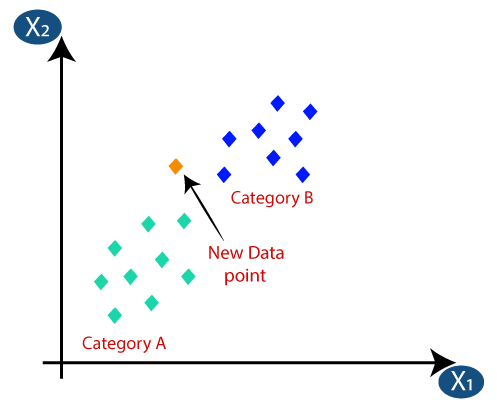 X₂
Category B
New Data
point
Category A
X₁